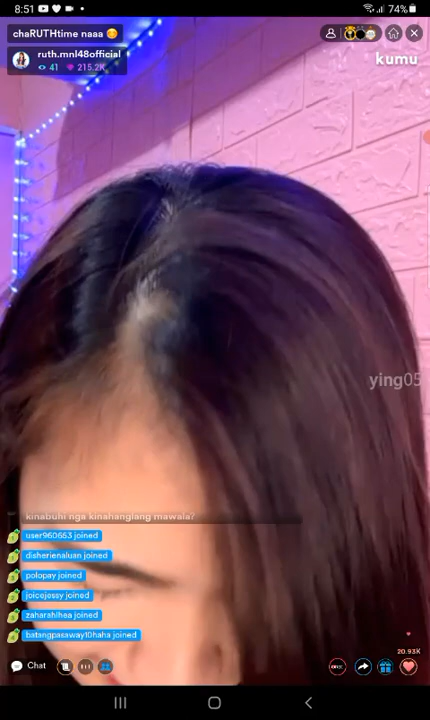 8:51
74%
chaRUTHtime naaa
ruth.mnl48official
41 215.2K
kumu
ying05
kinabuhi nga kinahanglang mawala?
user960653 joined
disherienaluan joined
polopay joined
joicejessy joined
zaharahlhea joined
batangpasaway10haha joined
20.93K
Chat